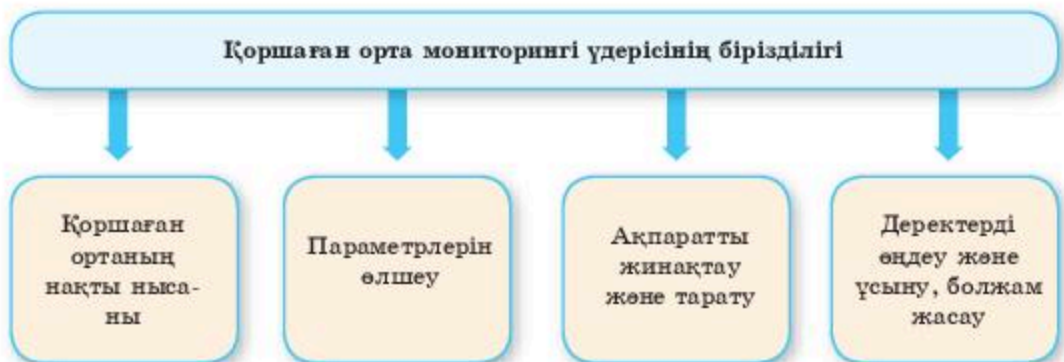 Қоршаған орта мониторингі үдерісінің бірізділігі
Қоршаған
ортаның
нақты ныса-
ны
Параметрлерін
өлшеу
Ақпаратты
жинақтау
және тарату
Деректерді
өңдеу және
ұсыну, болжам
жасау